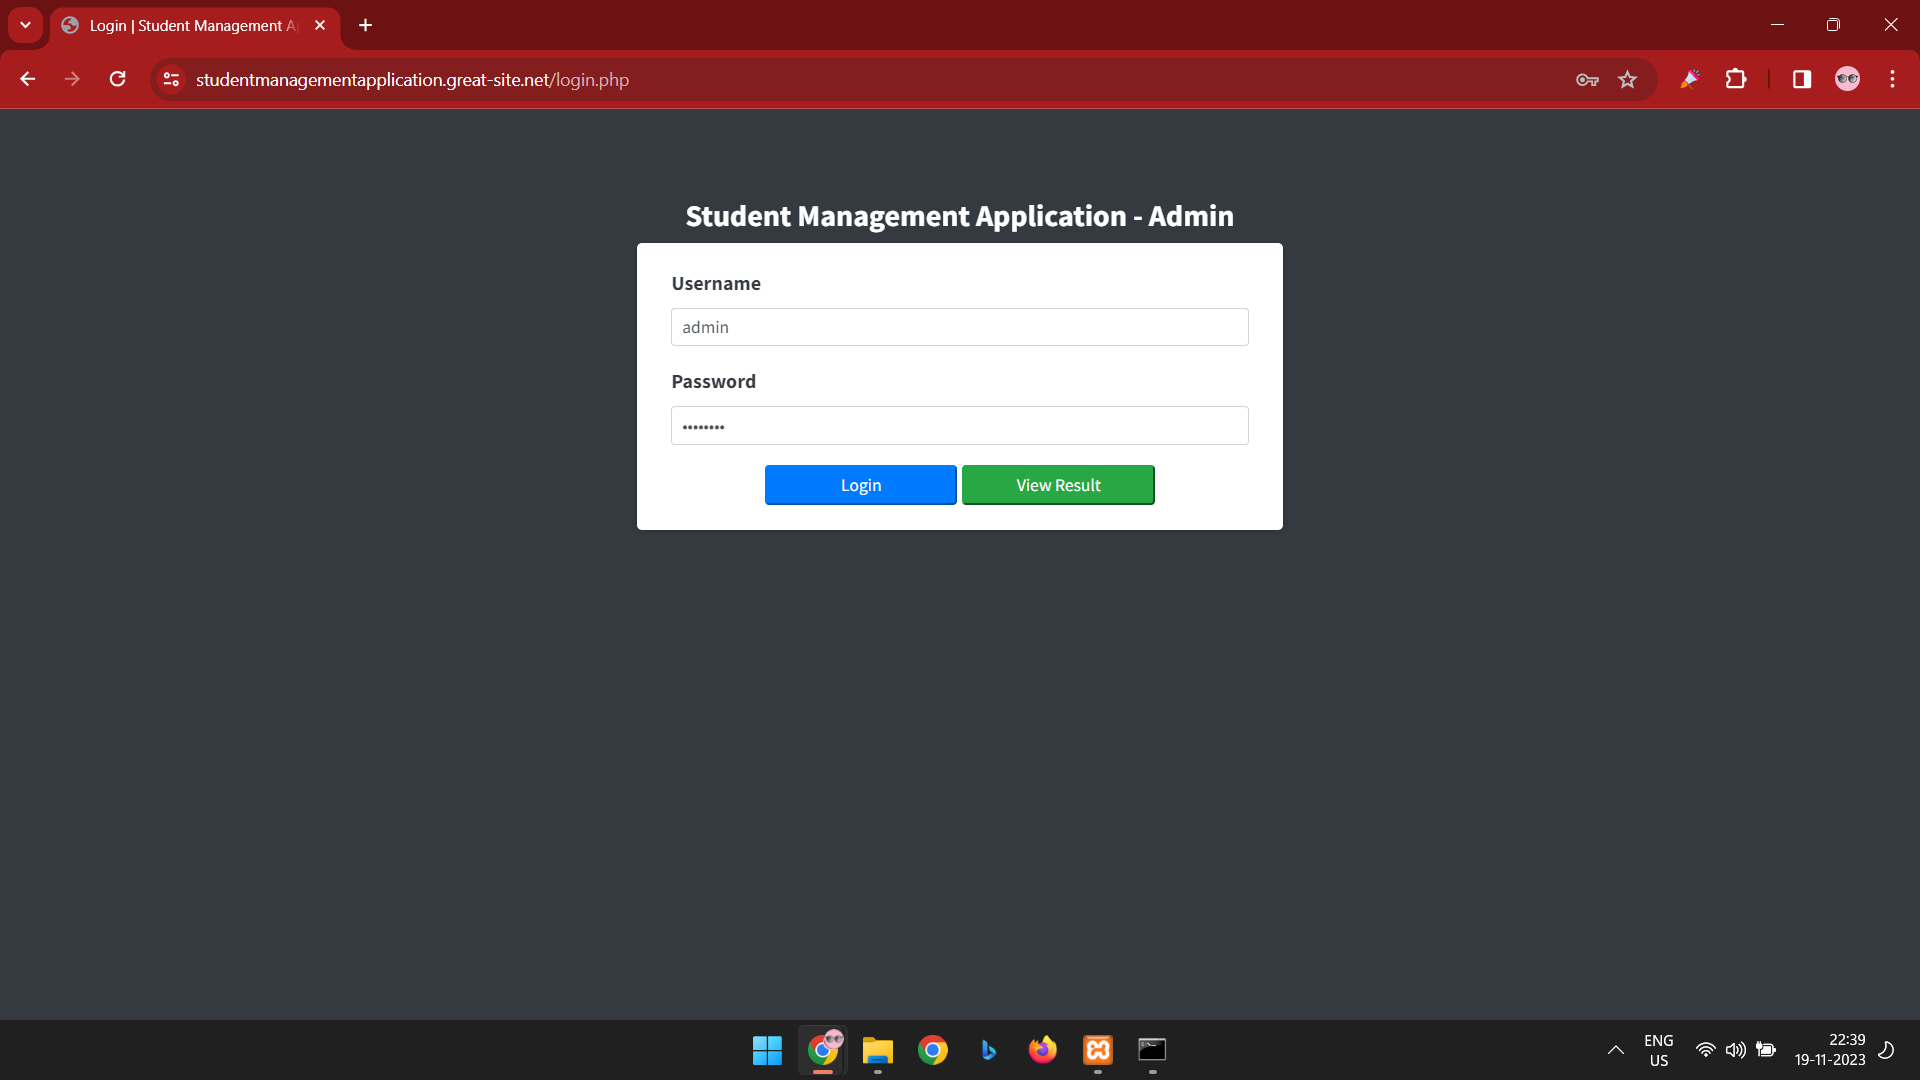 Login | Student Management A
studentmanagementapplication.great-site.net/login.php
Student Management Application - Admin
Username
admin
Password
••••••••
Login
View Result
ENG
US
22:39
19-11-2023